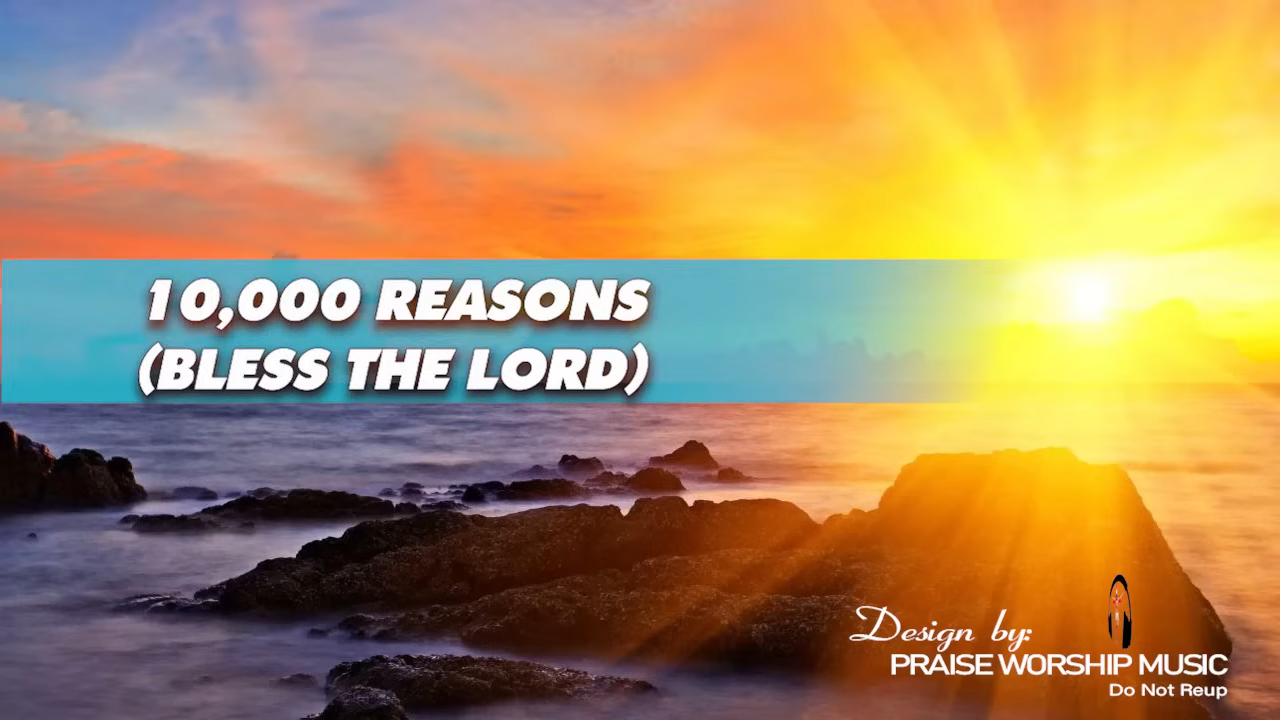 10,000 REASONS
(BLESS THE LORD)
Design by:
PRAISE WORSHIP MUSIC
Do Not Reup